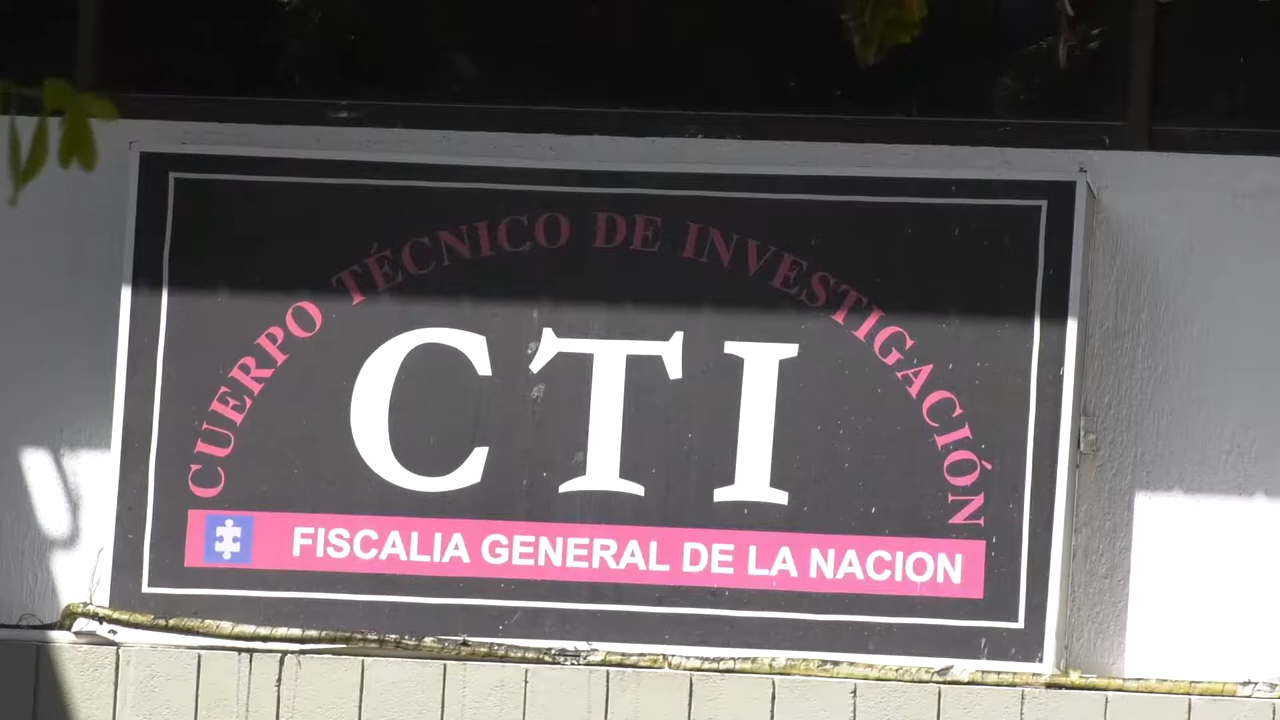 CUERPO TÉCNICO DE INVESTIGACIÓN
CTI
FISCALIA GENERAL DE LA NACION